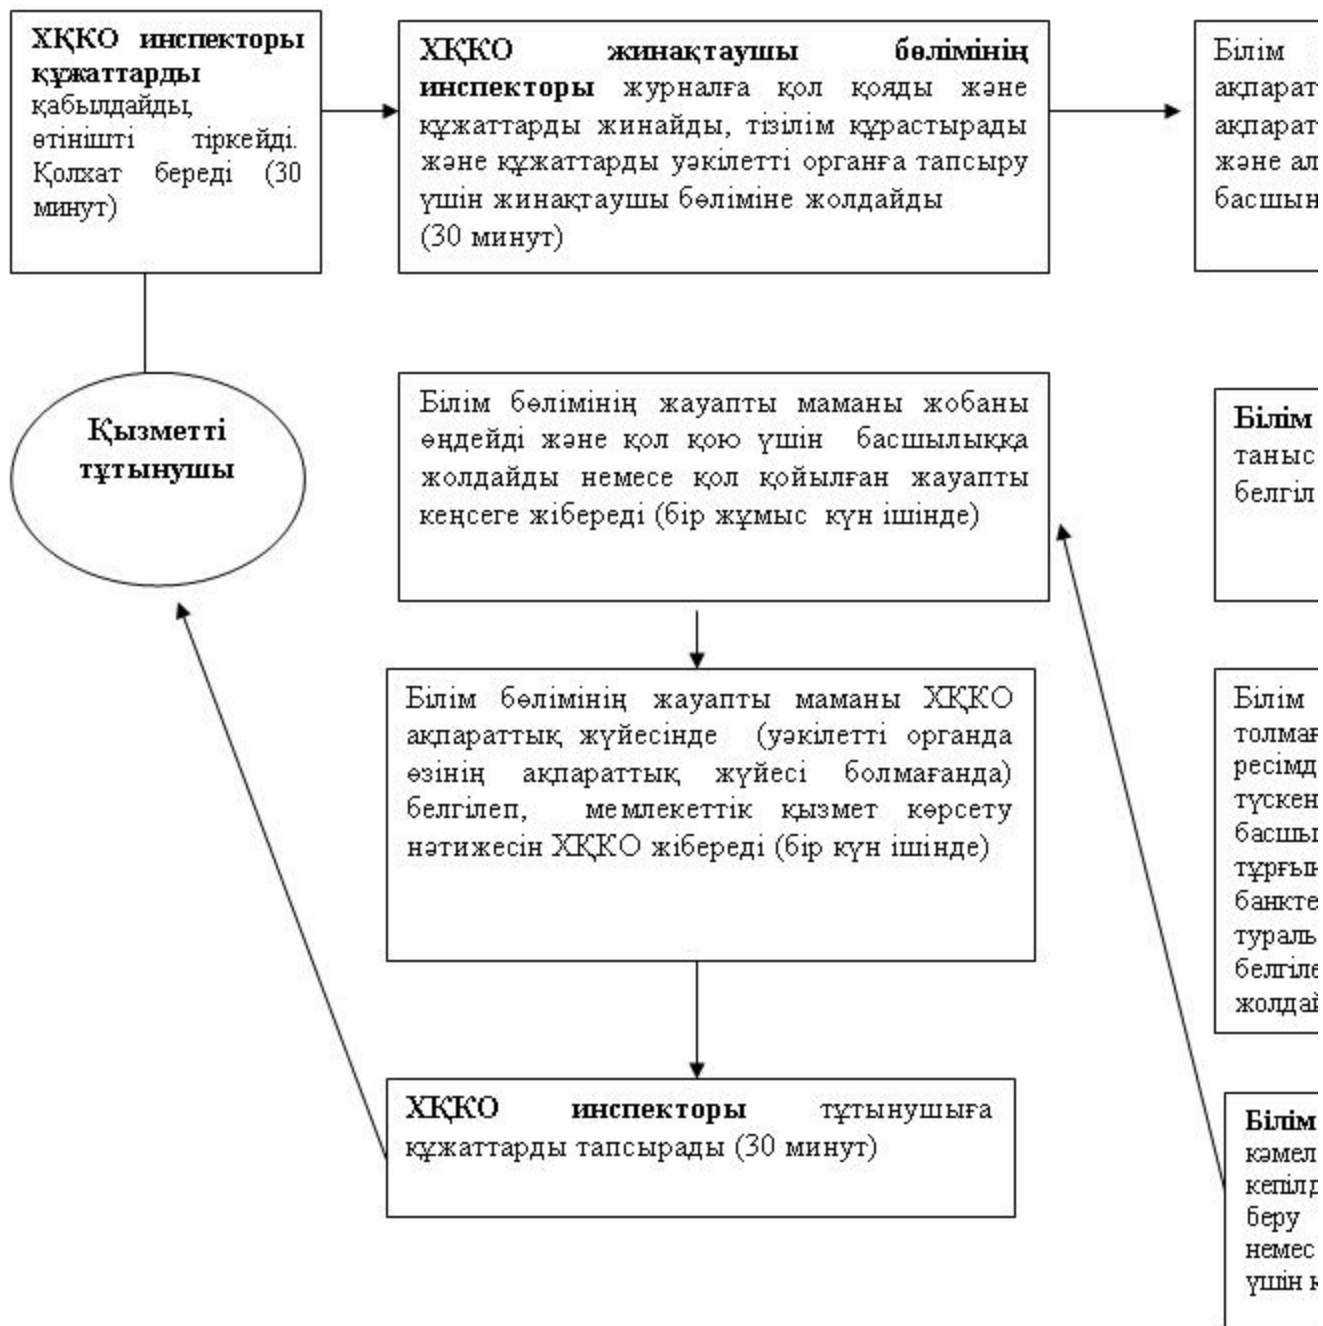 ХҚКО инспекторы
құжаттарды
қабылдайды,
өтінішті тіркейді.
Қолхат береді (30
минут)
ХҚКО жинақтаушы бөлімінің
инспекторы журналға қол қояды және
құжаттарды жинайды, тізілім құрастырады
және құжаттарды уәкілетті органға тапсыру
үшін жинақтаушы бөліміне жолдайды
(30 минут)
Білім
ақпарат
ақпарат
және ал
басшын
Қызметті
тұтынушы
Білім бөлімінің жауапты маманы жобаны
өңдейді және қол қою үшін басшылыққа
жолдайды немесе қол қойылған жауапты
кеңсеге жібереді (бір жұмыс күн ішінде)
Білім
таныс
белгіл
Білім бөлімінің жауапты маманы ХҚКО
ақпараттық жүйесінде (уәкілетті органда
өзінің ақпараттық жүйесі болмағанда)
белгілеп, мемлекеттік қызмет көрсету
нәтижесін ХҚКО жібереді (бір күн ішінде)
Білім
толмағ
ресімд
түскен
басшы
тұрғын
банкте
туралы
белгіле
жолдай
ХҚКО инспекторы тұтынушыға
құжаттарды тапсырады (30 минут)
Білім
кәмел
кепілд
беру
немес
үшін қ